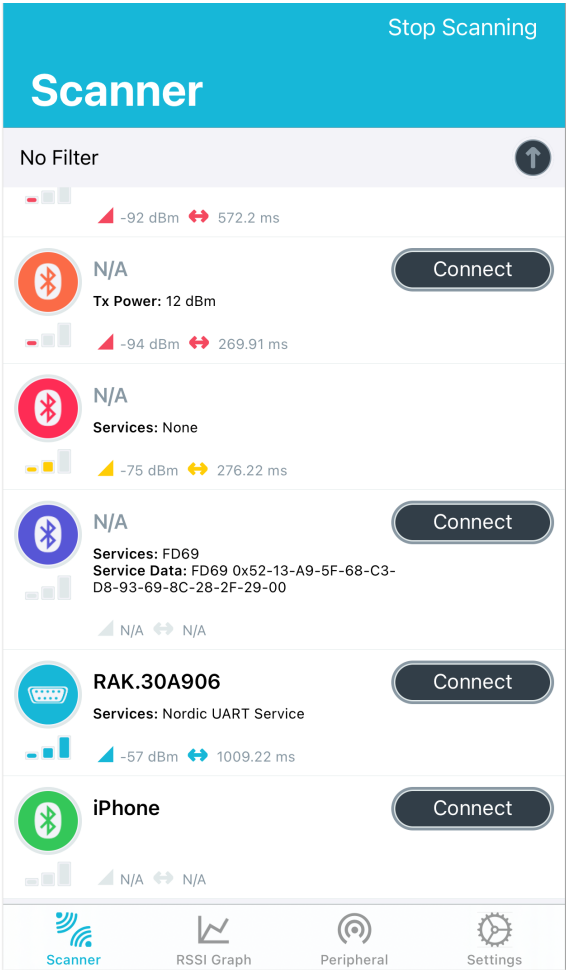 Stop Scanning
Scanner
No Filter
-92 dBm 572.2 ms
N/A
Connect
Tx Power: 12 dBm
-94 dBm 269.91 ms
N/A
Services: None
-75 dBm 276.22 ms
N/A
Connect
Services: FD69
Service Data: FD69 0x52-13-A9-5F-68-C3-
D8-93-69-8C-28-2F-29-00
N/A N/A
RAK.30A906
Connect
Services: Nordic UART Service
-57 dBm 1009.22 ms
iPhone
Connect
N/A N/A
Scanner RSSI Graph Peripheral Settings